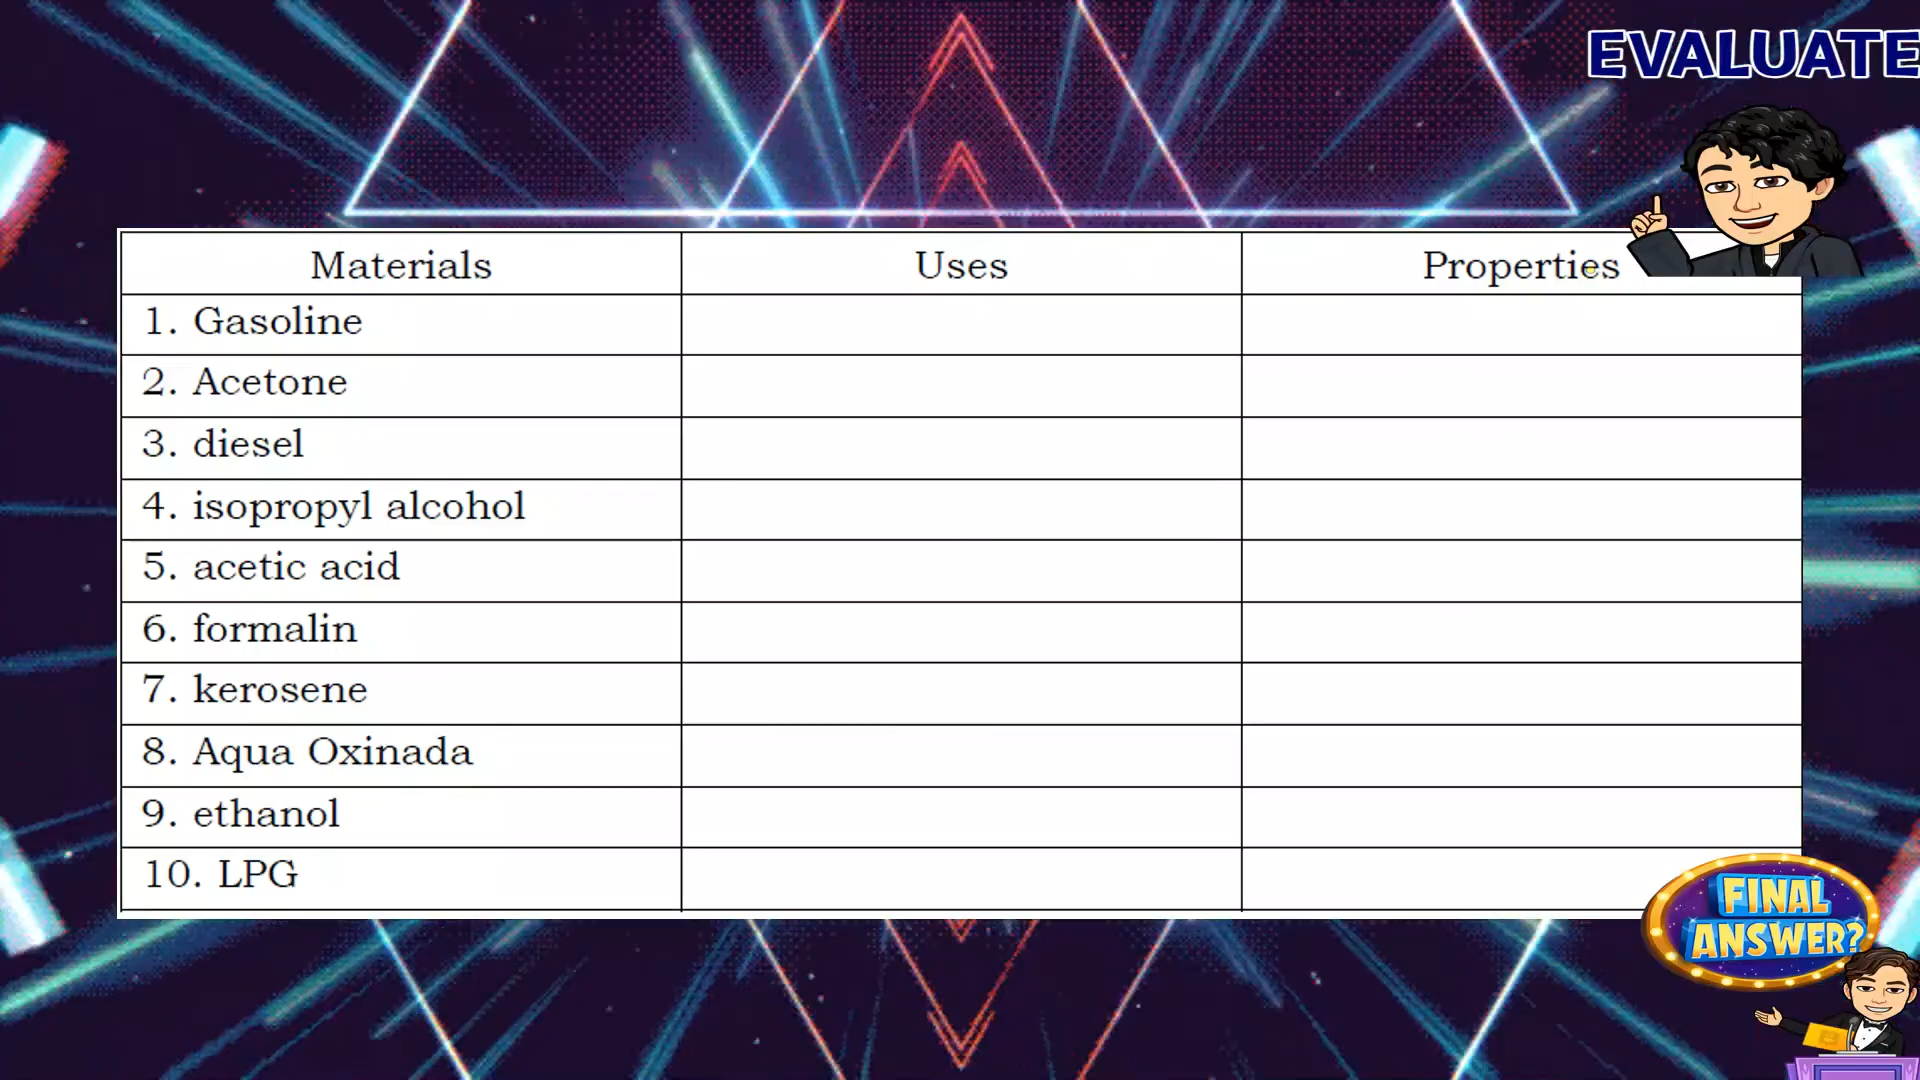 EVALUATE
Materials Uses Properties
1. Gasoline
2. Acetone
3. diesel
4. isopropyl alcohol
5. acetic acid
6. formalin
7. kerosene
8. Aqua Oxinada
9. ethanol
10. LPG
FINAL
ANSWER?